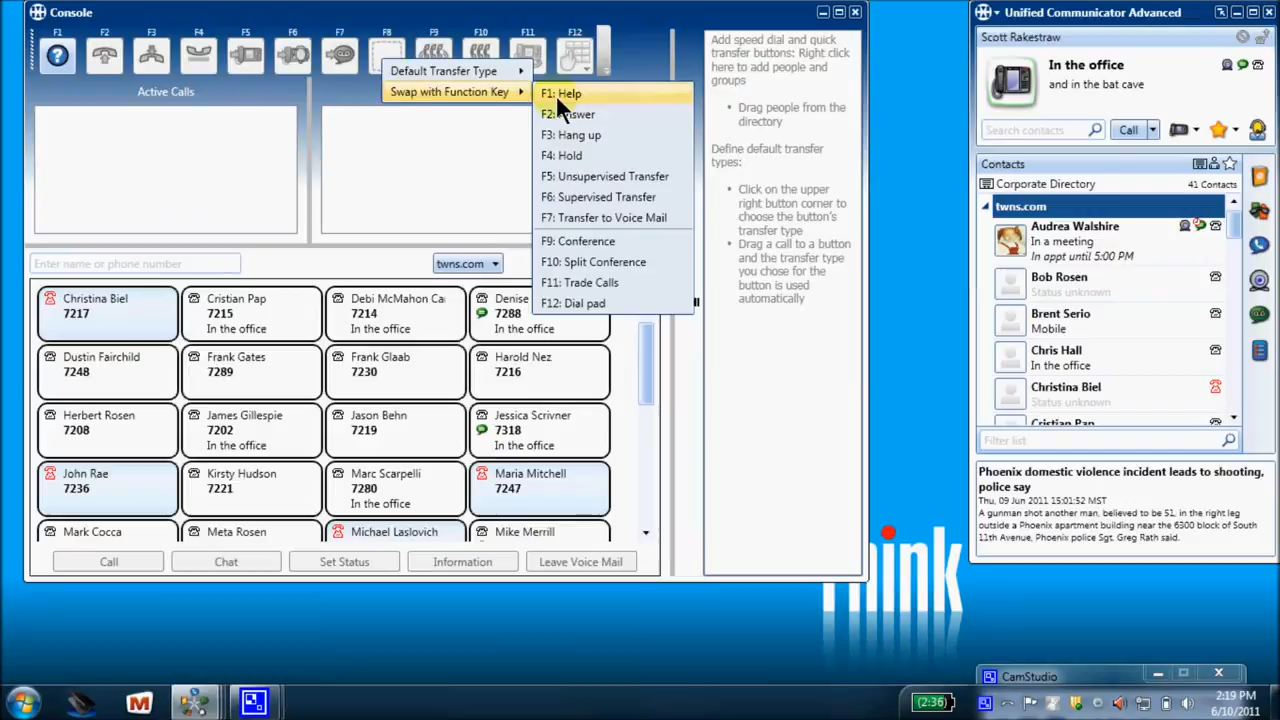 Console
F1 F2 F3 F4 F5 F6 F7 F8 F9 F10 F11 F12
Default Transfer Type
Swap with Function Key
F1: Help
F2: Answer
F3: Hang up
F4: Hold
F5: Unsupervised Transfer
F6: Supervised Transfer
F7: Transfer to Voice Mail
F9: Conference
F10: Split Conference
F11: Trade Calls
F12: Dial pad
Active Calls
Enter name or phone number
twns.com
Christina Biel
7217
Cristian Pap
7215
In the office
Debi McMahon Ca
7214
In the office
Denise
7288
In the office
Dustin Fairchild
7248
Frank Gates
7289
Frank Glaab
7230
Harold Nez
7216
Herbert Rosen
7208
James Gillespie
7202
In the office
Jason Behn
7219
Jessica Scrivner
7318
In the office
John Rae
7236
Kirsty Hudson
7221
Marc Scarpelli
7280
In the office
Maria Mitchell
7247
Mark Cocca
Meta Rosen
Michael Laslovich
Mike Merrill
Call
Chat
Set Status
Information
Leave Voice Mail
Add speed dial and quick
transfer buttons: Right click
here to add people and
groups
Drag people from the
directory
Define default transfer
types:
Click on the upper
right button corner to
choose the button's
transfer type
Drag a call to a button
and the transfer type
you chose for the
button is used
automatically
Unified Communicator Advanced
Scott Rakestraw
In the office
and in the bat cave
Search contacts
Call
Contacts
Corporate Directory
41 Contacts
twns.com
Audrea Walshire
In a meeting
In appt until 5:00 PM
Bob Rosen
Status unknown
Brent Serio
Mobile
Chris Hall
In the office
Christina Biel
Status unknown
Cristian Pap
Filter list
Phoenix domestic violence incident leads to shooting,
police say
Thu, 09 Jun 2011 15:01:52 MST
A gunman shot another man, believed to be 51, in the right leg
outside a Phoenix apartment building near the 6300 block of South
11th Avenue, Phoenix police Sgt. Greg Rath said.
Think
CamStudio
(2:36)
2:19 PM
6/10/2011